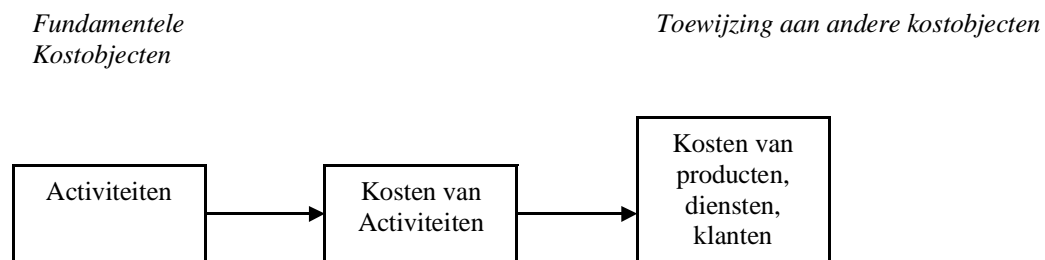 Fundamentele
Kostobjecten
Toewijzing aan andere kostobjecten
Activiteiten
Kosten van
Activiteiten
Kosten van
producten,
diensten,
klanten